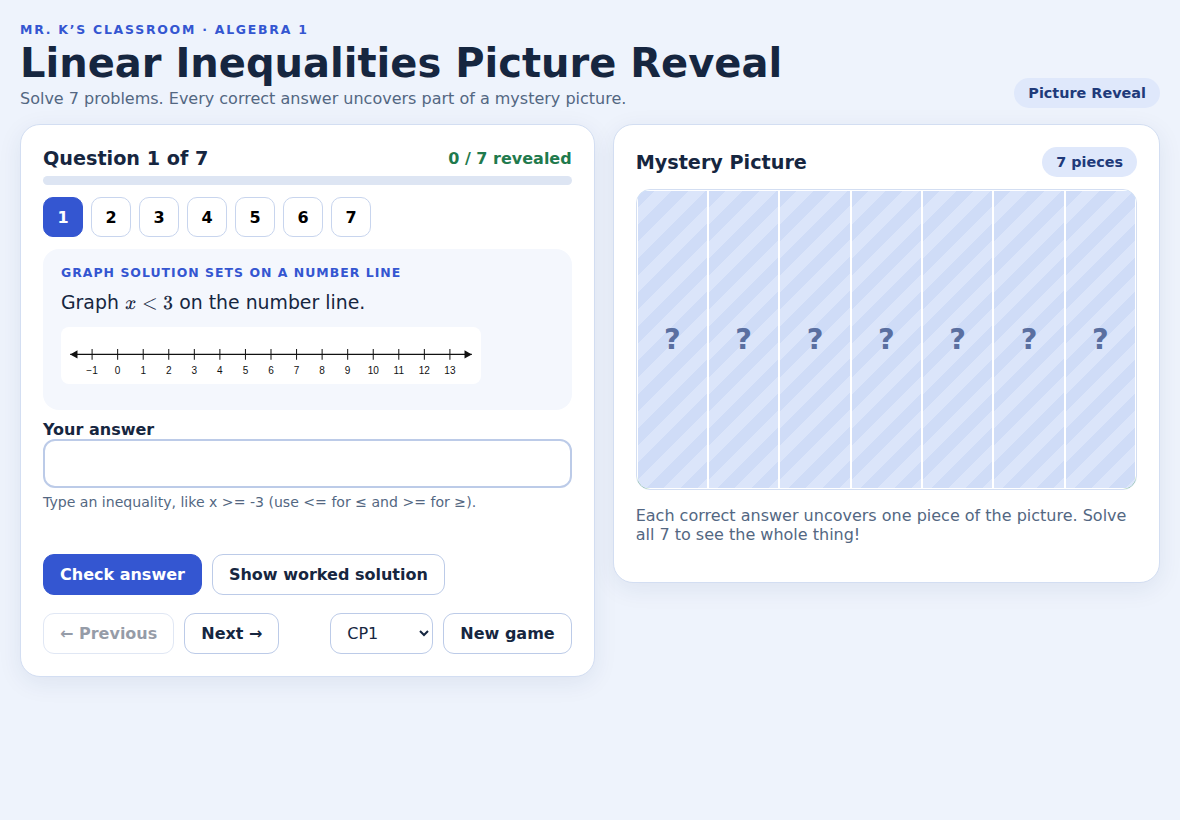 MR. K’S CLASSROOM · ALGEBRA 1
Linear Inequalities Picture Reveal
Solve 7 problems. Every correct answer uncovers part of a mystery picture.
Picture Reveal
Question 1 of 7
0 / 7 revealed
1 2 3 4 5 6 7
GRAPH SOLUTION SETS ON A NUMBER LINE
Graph x < 3 on the number line.
−1 0 1 2 3 4 5 6 7 8 9 10 11 12 13
Your answer
Type an inequality, like x >= -3 (use <= for ≤ and >= for ≥).
Check answer
Show worked solution
← Previous
Next →
CP1
New game
Mystery Picture
7 pieces
? ? ? ? ? ? ?
Each correct answer uncovers one piece of the picture. Solve
all 7 to see the whole thing!